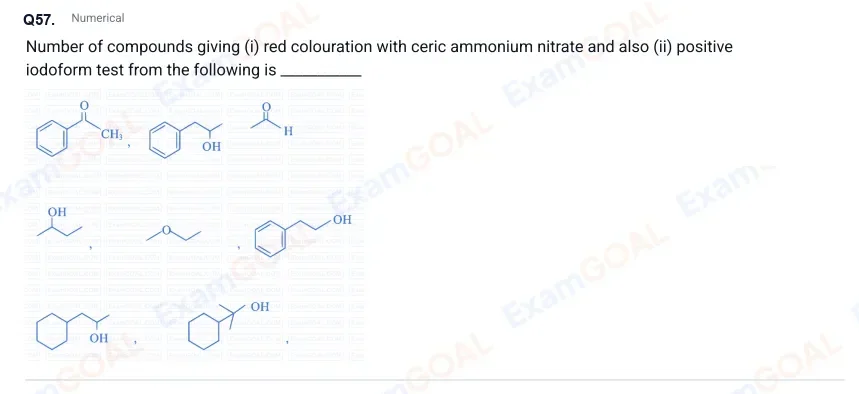 Q57. Numerical
Number of compounds giving (i) red colouration with ceric ammonium nitrate and also (ii) positive
iodoform test from the following is __________
O
CH₃ ,
OH
O
H
OH
,
O
,
OH
OH ,
OH
,
ExamGOAL